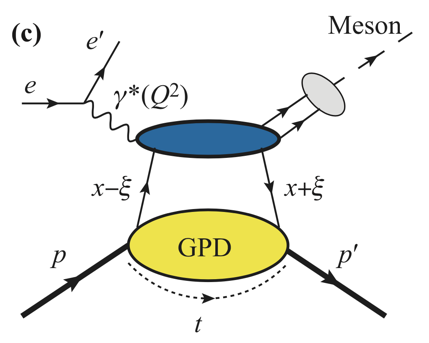 (c)
e'
Meson
e
γ*(Q²)
x–ξ
x+ξ
GPD
p
p'
t